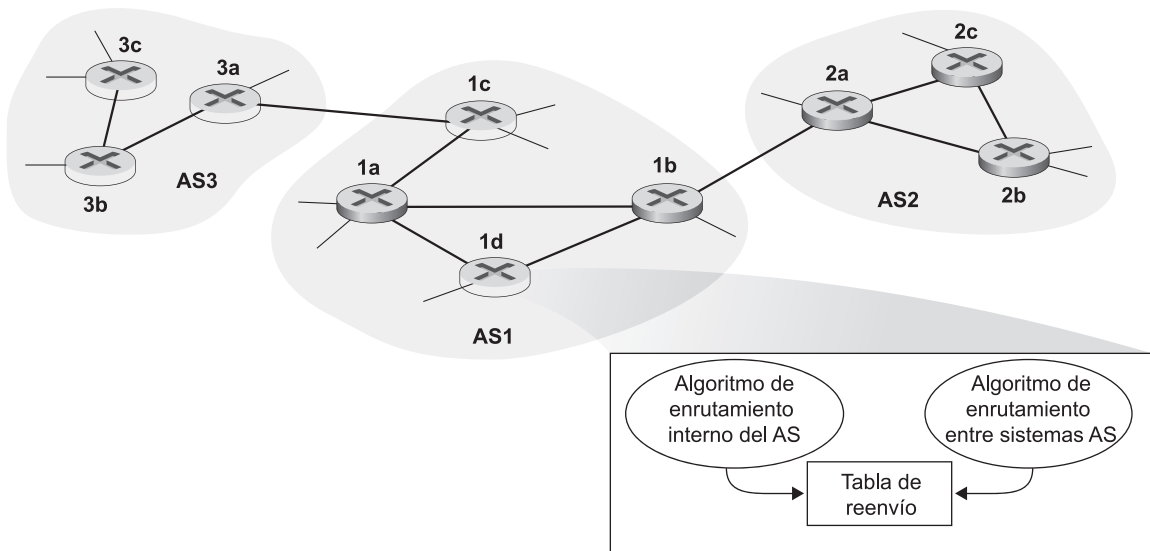 3c
3a
3b
AS3
1c
1a
1b
1d
AS1
2c
2a
2b
AS2
Algoritmo de
enrutamiento
interno del AS
Algoritmo de
enrutamiento
entre sistemas AS
Tabla de
reenvío